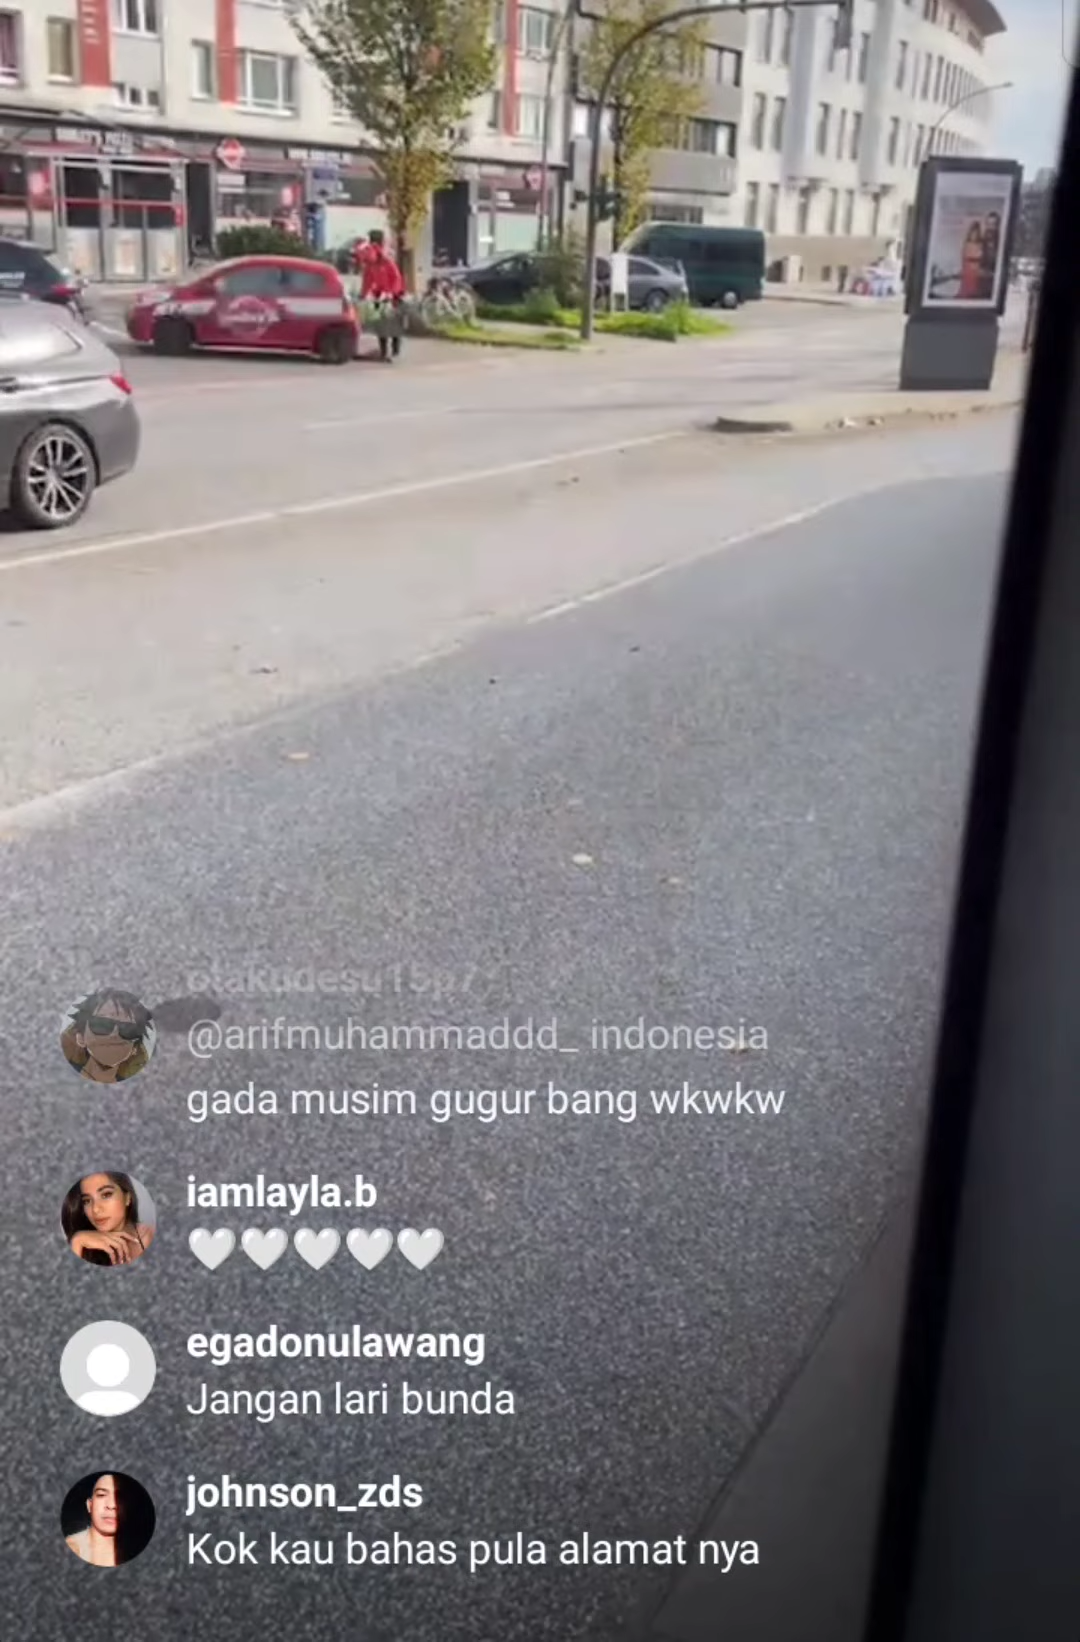 otakudesu15p7
@arifmuhammaddd_ indonesia
gada musim gugur bang wkwkw
iamlayla.b
🤍🤍🤍🤍🤍
egadonulawang
Jangan lari bunda
johnson_zds
Kok kau bahas pula alamat nya